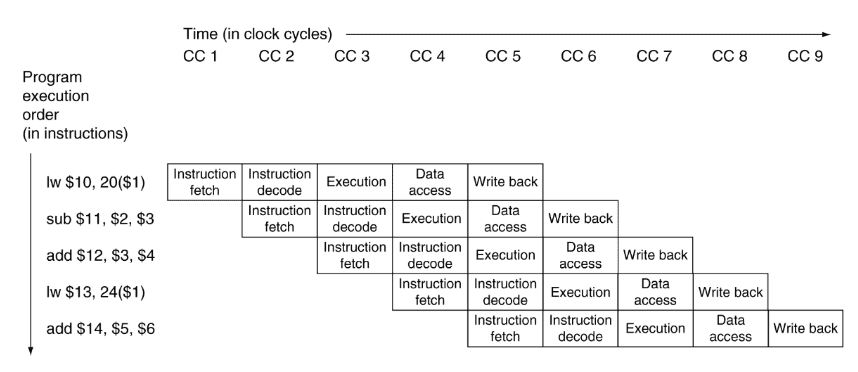 Time (in clock cycles)
CC 1 CC 2 CC 3 CC 4 CC 5 CC 6 CC 7 CC 8 CC 9
Program
execution
order
(in instructions)
lw $10, 20($1)
Instruction
fetch
Instruction
decode
Execution
Data
access
Write back
sub $11, $2, $3
Instruction
fetch
Instruction
decode
Execution
Data
access
Write back
add $12, $3, $4
Instruction
fetch
Instruction
decode
Execution
Data
access
Write back
lw $13, 24($1)
Instruction
fetch
Instruction
decode
Execution
Data
access
Write back
add $14, $5, $6
Instruction
fetch
Instruction
decode
Execution
Data
access
Write back